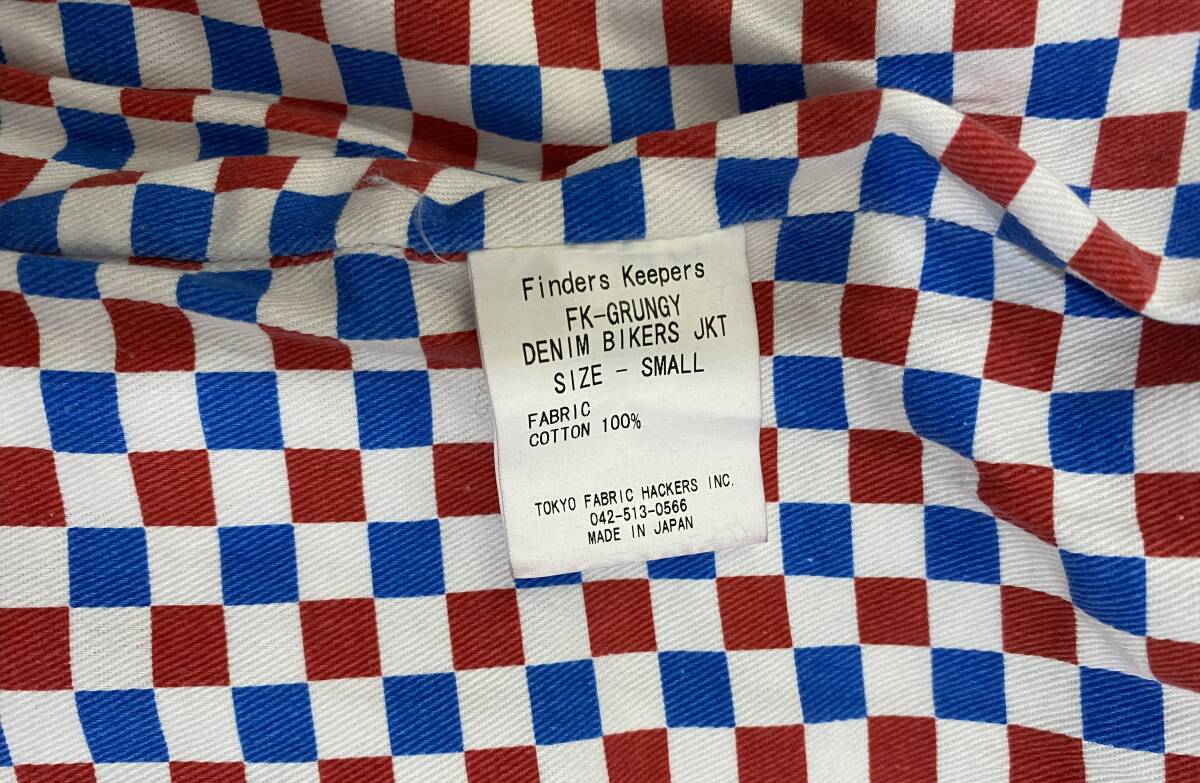 Finders Keepers
FK-GRUNGY
DENIM BIKERS JKT
SIZE - SMALL
FABRIC
COTTON 100%
TOKYO FABRIC HACKERS INC.
042-513-0566
MADE IN JAPAN